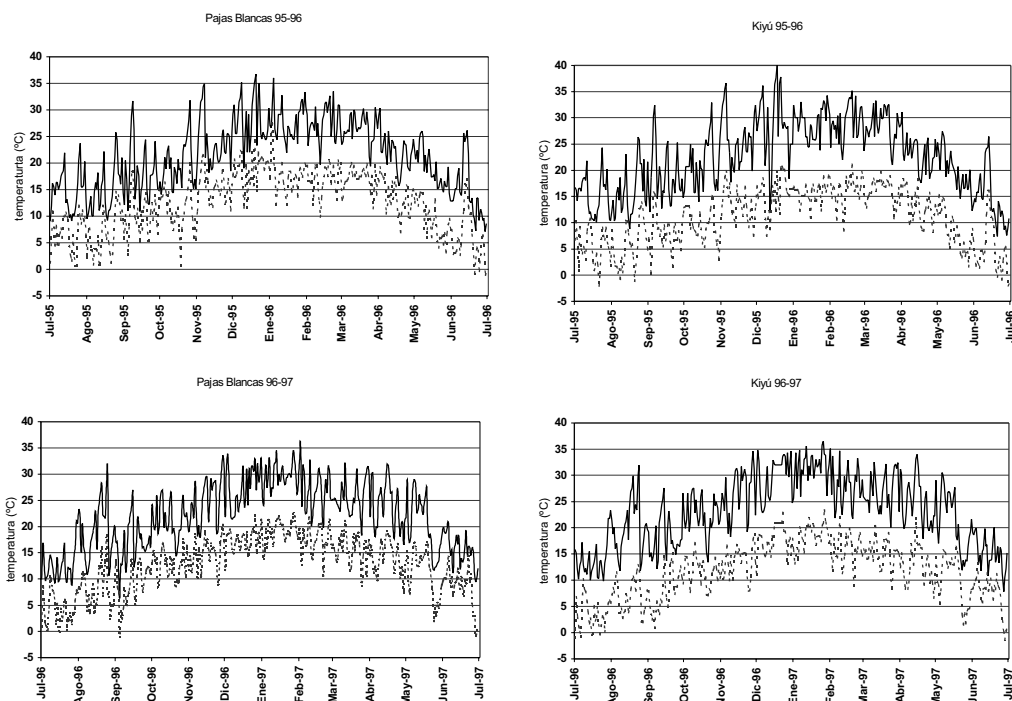 Pajas Blancas 95-96
temperaturta (ºC)
40
35
30
25
20
15
10
5
0
-5
Jul-95
Ago-95
Sep-95
Oct-95
Nov-95
Dic-95
Ene-96
Feb-96
Mar-96
Abr-96
May-96
Jun-96
Jul-96
Kiyú 95-96
temperatura (ºC)
40
35
30
25
20
15
10
5
0
-5
Jul-95
Ago-95
Sep-95
Oct-95
Nov-95
Dic-95
Ene-96
Feb-96
Mar-96
Abr-96
May-96
Jun-96
Jul-96
Pajas Blancas 96-97
temperatura (ºC)
40
35
30
25
20
15
10
5
0
-5
Jul-96
Ago-96
Sep-96
Oct-96
Nov-96
Dic-96
Ene-97
Feb-97
Mar-97
Abr-97
May-97
Jun-97
Jul-97
Kiyú 96-97
temperatura (ºC)
40
35
30
25
20
15
10
5
0
-5
Jul-96
Ago-96
Sep-96
Oct-96
Nov-96
Dic-96
Ene-97
Feb-97
Mar-97
Abr-97
May-97
Jun-97
Jul-97